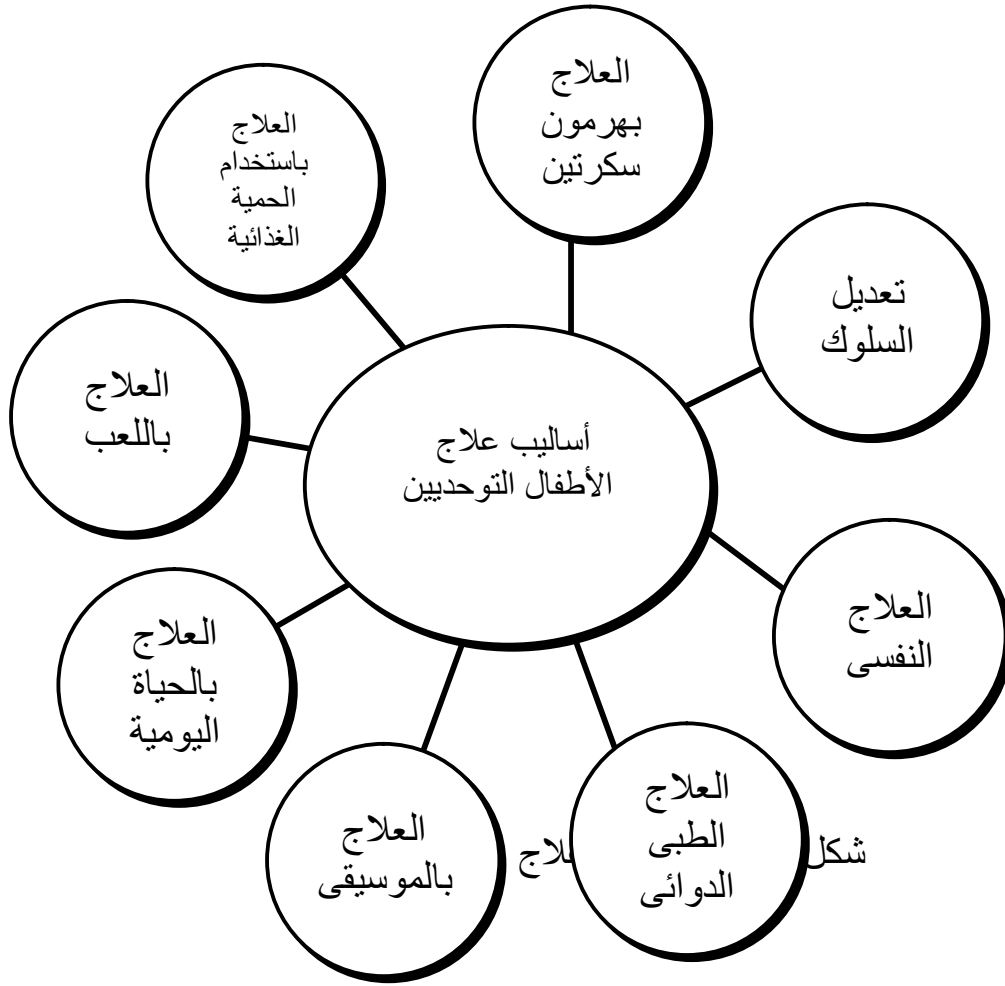 العلاج
بهرمون
سكرتين
العلاج
باستخدام
الحمية
الغذائية
تعديل
السلوك
العلاج
باللعب
أساليب علاج
الأطفال التوحديين
العلاج
النفسى
العلاج
بالحياة
اليومية
العلاج
الطبى
الدوائى
العلاج
بالموسيقى
شكل